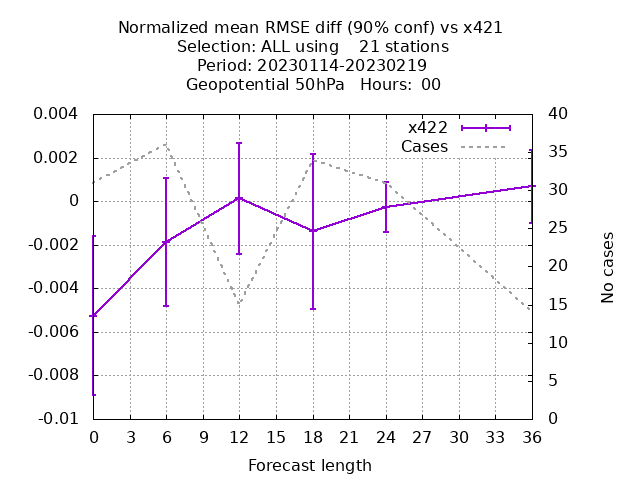 Normalized mean RMSE diff (90% conf) vs x421
Selection: ALL using    21 stations
Period: 20230114-20230219
Geopotential 50hPa   Hours:  00
0.004
0.002
0
-0.002
-0.004
-0.006
-0.008
-0.01
x422
Cases
40
35
30
25
20
15
10
5
0
No cases
0 3 6 9 12 15 18 21 24 27 30 33 36
Forecast length